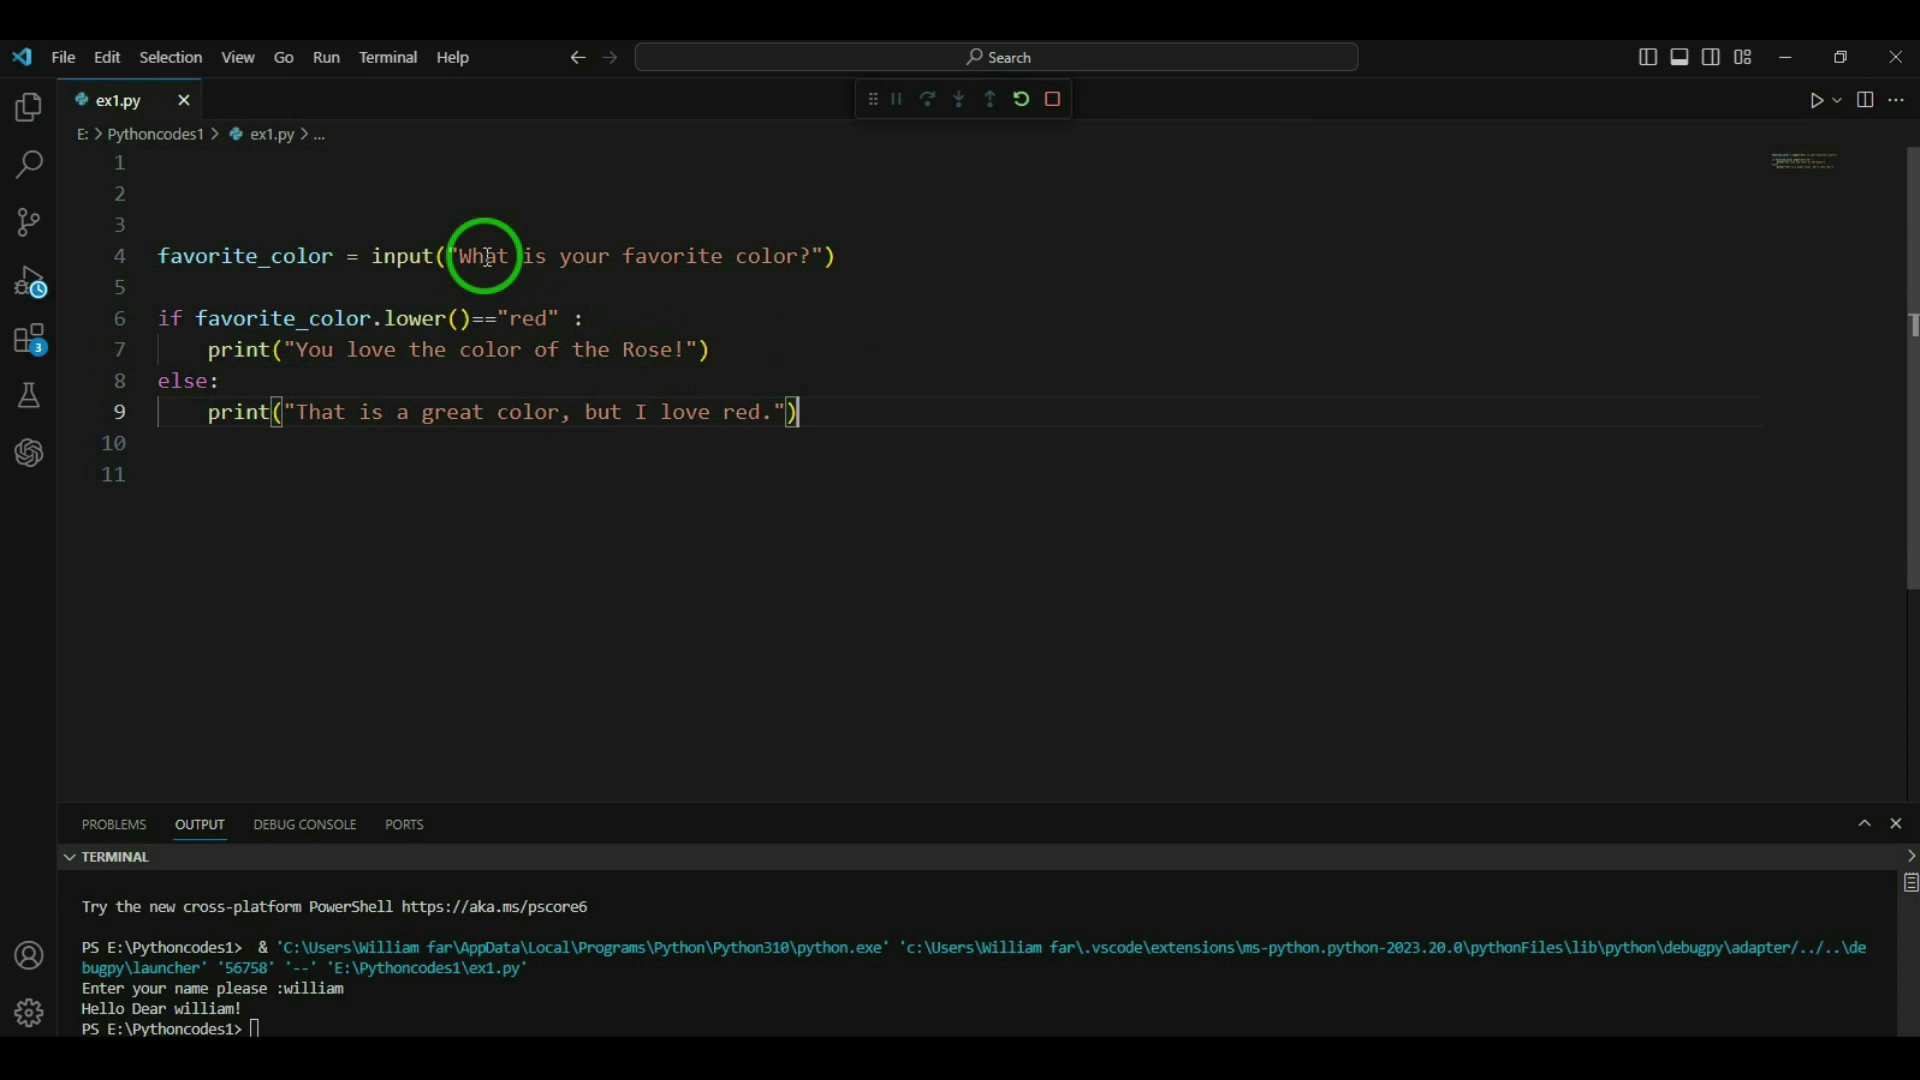 File Edit Selection View Go Run Terminal Help Search
ex1.py
E: > Pythoncodes1 > ex1.py > ...
1
2
3
4 favorite_color = input("What is your favorite color?")
5
6 if favorite_color.lower()=="red" :
7 print("You love the color of the Rose!")
8 else:
9 print("That is a great color, but I love red.")
10
11
3
PROBLEMS OUTPUT DEBUG CONSOLE PORTS
TERMINAL
Try the new cross-platform PowerShell https://aka.ms/pscore6
PS E:\Pythoncodes1> & 'C:\Users\William far\AppData\Local\Programs\Python\Python310\python.exe' 'c:\Users\William far\.vscode\extensions\ms-python.python-2023.20.0\pythonFiles\lib\python\debugpy\adapter/../..\de
bugpy\launcher' '56758' '--' 'E:\Pythoncodes1\ex1.py'
Enter your name please :william
Hello Dear william!
PS E:\Pythoncodes1>